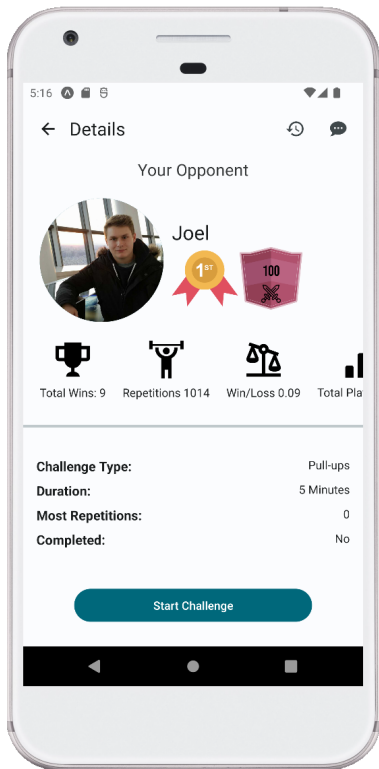 5:16
Details
Your Opponent
Joel
1ST
100
Total Wins: 9
Repetitions 1014
Win/Loss 0.09
Total Pla
Challenge Type: Pull-ups
Duration: 5 Minutes
Most Repetitions: 0
Completed: No
Start Challenge